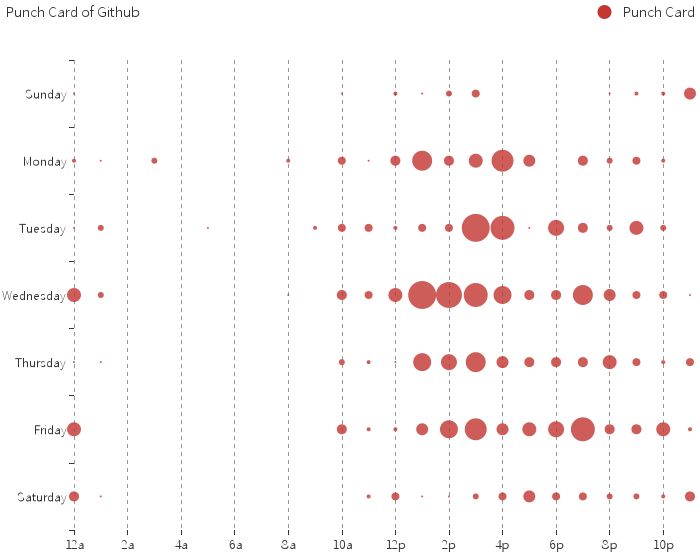 Punch Card of Github
Punch Card
Sunday
Monday
Tuesday
Wednesday
Thursday
Friday
Saturday
12a 2a 4a 6a 8a 10a 12p 2p 4p 6p 8p 10p